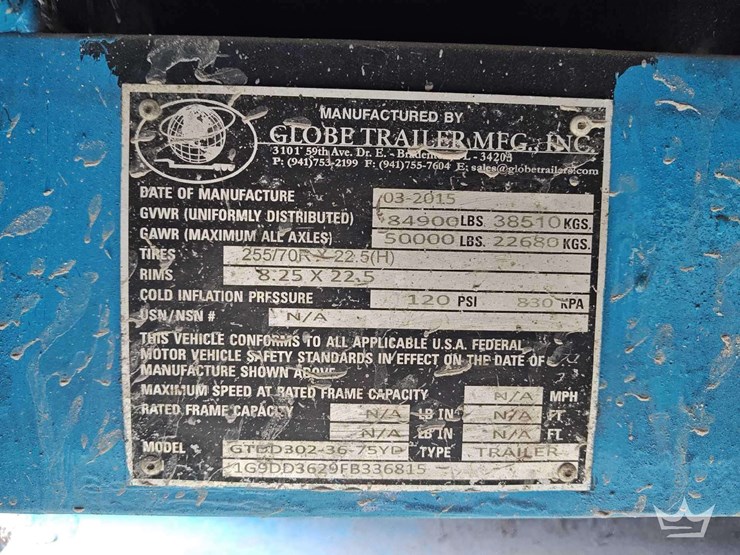 MANUFACTURED BY
GLOBE TRAILER MFG., INC.
3101 59th Ave. Dr. E. - - 34203
P: (941)753-2199 F: (941)755-7604 E: sales@globetrailers.com
DATE OF MANUFACTURE 03-2015
GVWR (UNIFORMLY DISTRIBUTED) 84900 LBS. 38510 KGS.
GAWR (MAXIMUM ALL AXLES) 50000 LBS. 22680 KGS.
TIRES 255/70R X 22.5(H)
RIMS 8.25 X 22.5
COLD INFLATION PRESSURE 120 PSI 830 KPA
USN/NSN # N/A
THIS VEHICLE CONFORMS TO ALL APPLICABLE U.S.A. FEDERAL
MOTOR VEHICLE SAFETY STANDARDS IN EFFECT ON THE DATE OF
MANUFACTURE SHOWN ABOVE
MAXIMUM SPEED AT RATED FRAME CAPACITY N/A MPH
RATED FRAME CAPACITY N/A LB IN N/A FT
N/A LB IN N/A FT.
MODEL TYPE TRAILER
1G9DD3629FB336815